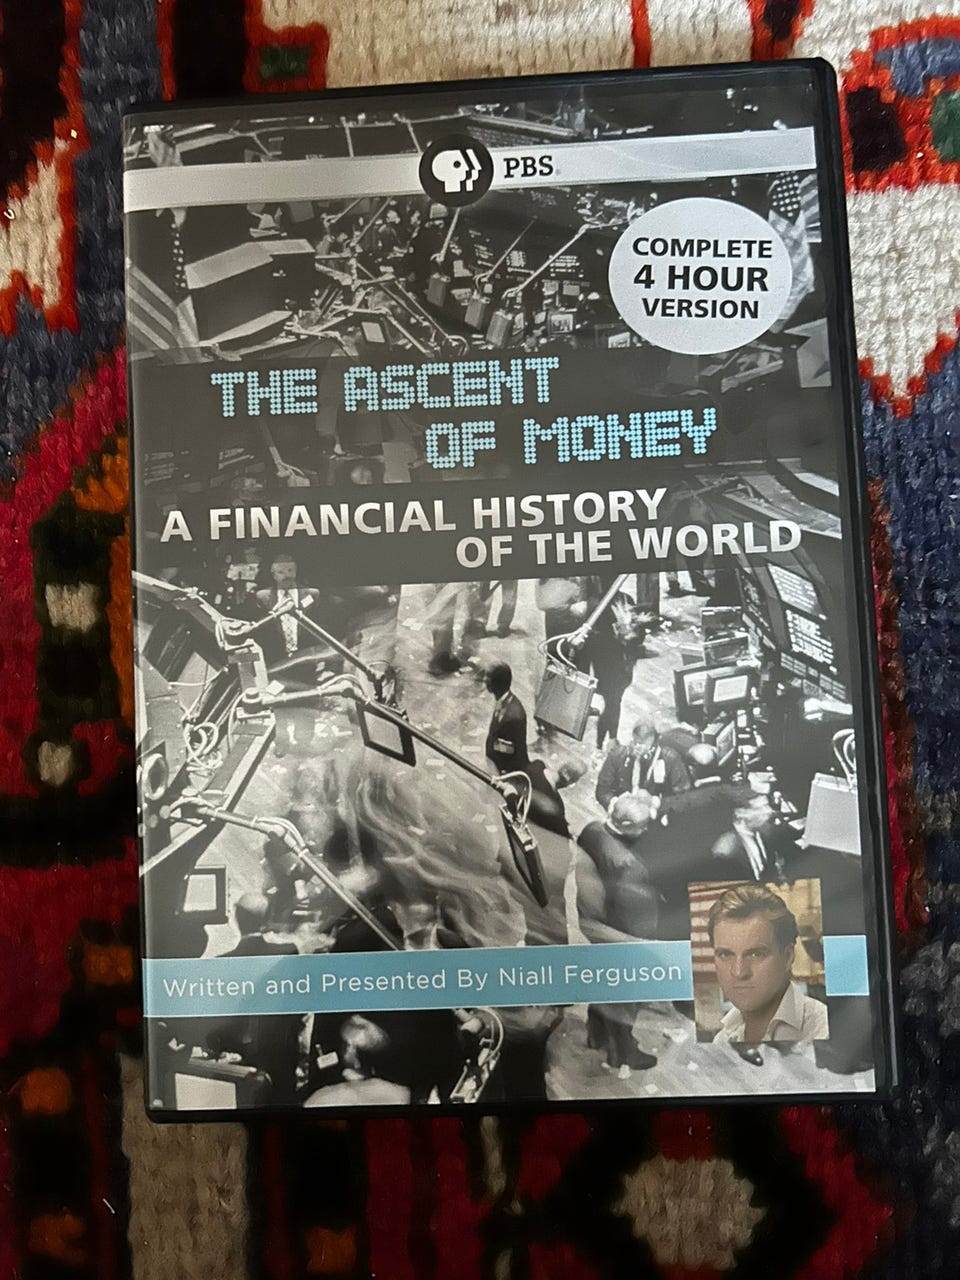 PBS
COMPLETE
4 HOUR
VERSION
THE ASCENT
OF MONEY
A FINANCIAL HISTORY
OF THE WORLD
Written and Presented By Niall Ferguson